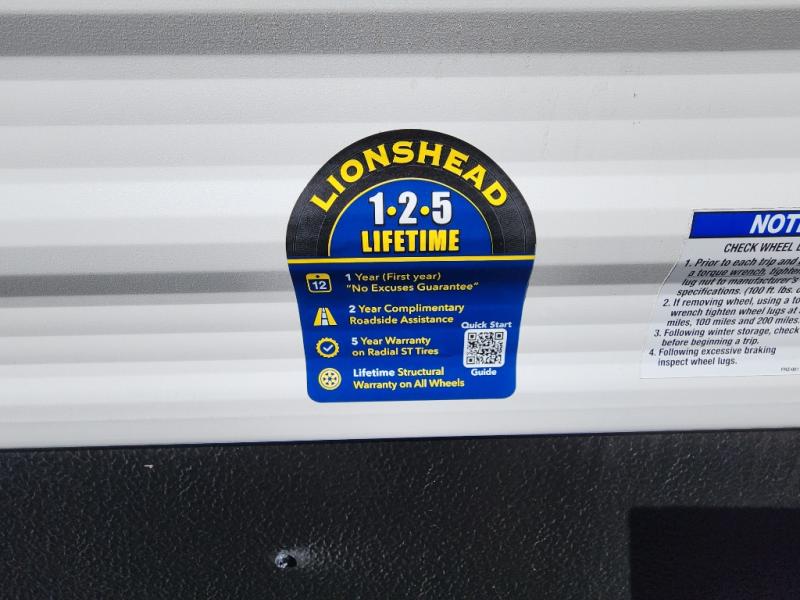 LIONSHEAD
1•2•5
LIFETIME
1 Year (First year)
"No Excuses Guarantee"
12
2 Year Complimentary
Roadside Assistance
5 Year Warranty
on Radial ST Tires
Lifetime Structural
Warranty on All Wheels
Quick Start
Guide
CHECK WHEEL
1. Prior to each trip and
a torque wrench, tighten
lug nut to manufacturer's
specifications. (100 ft. lbs.
2. If removing wheel, using a
wrench tighten wheel lugs at
miles, 100 miles and 200 miles
3. Following winter storage, check
before beginning a trip.
4. Following excessive braking
inspect wheel lugs.